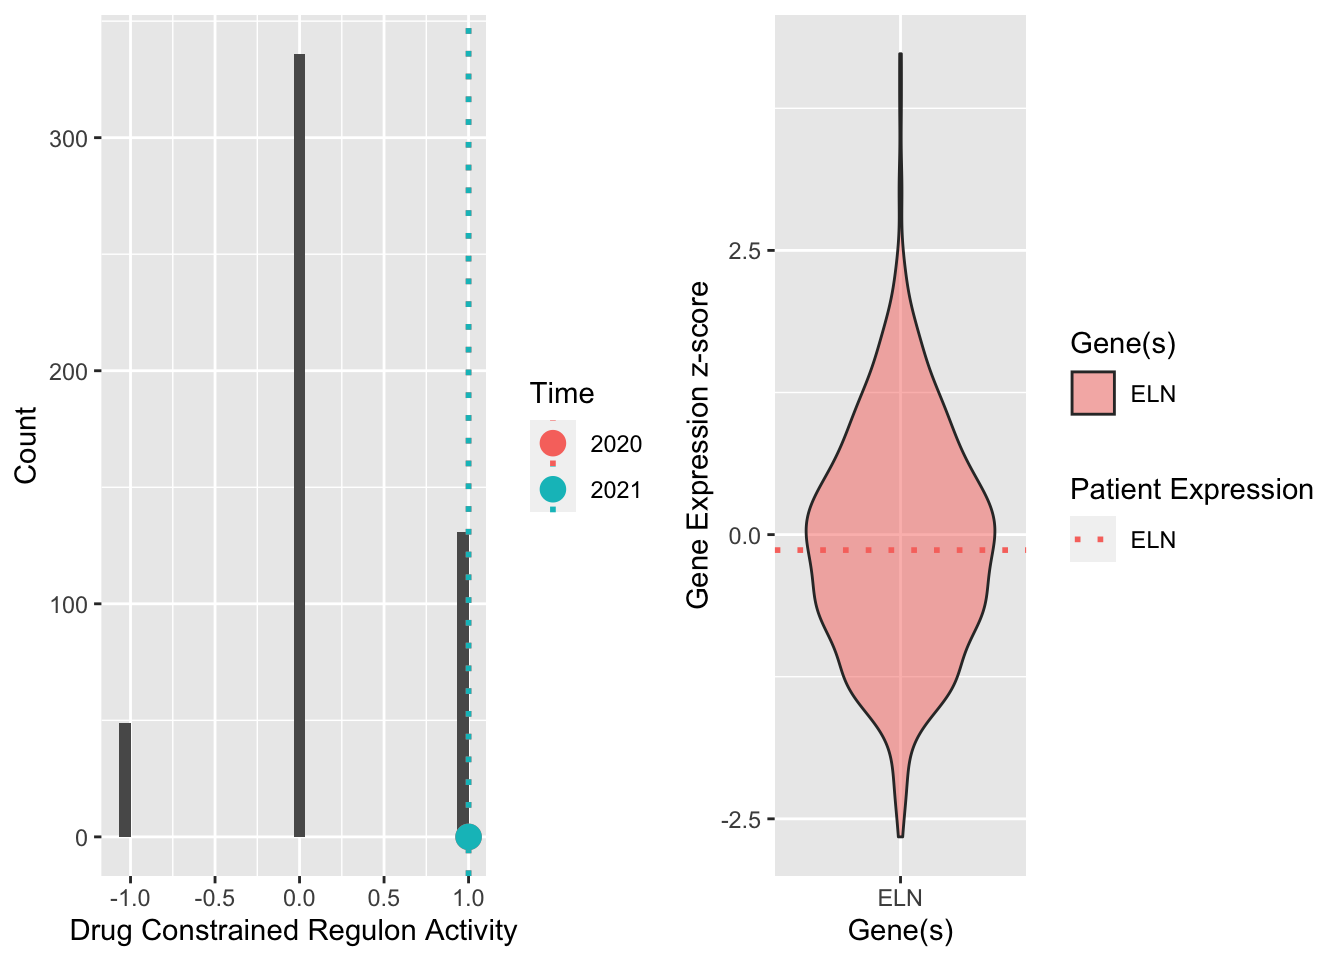 Count
300
200
100
0
-1.0 -0.5 0.0 0.5 1.0
Drug Constrained Regulon Activity
Time
2020
2021
Gene Expression z-score
2.5
0.0
-2.5
ELN
Gene(s)
Gene(s)
ELN
Patient Expression
ELN